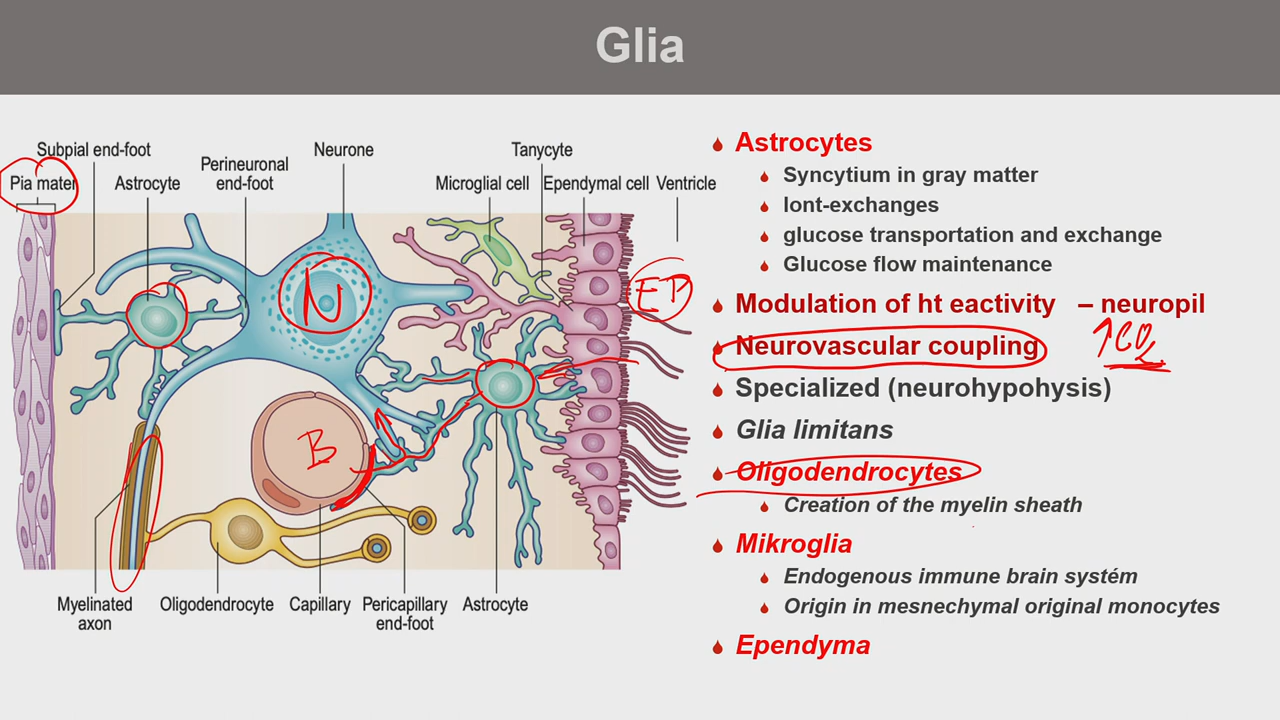 Glia
Subpial end-foot
Pia mater
Astrocyte
Perineuronal
end-foot
Neurone
Microglial cell
Tanycyte
Ependymal cell
Ventricle
N
EP
B
Myelinated
axon
Oligodendrocyte
Capillary
Pericapillary
end-foot
Astrocyte
Astrocytes
Syncytium in gray matter
Iont-exchanges
glucose transportation and exchange
Glucose flow maintenance
Modulation of ht eactivity – neuropil
Neurovascular coupling
↑CO2
Specialized (neurohypohysis)
Glia limitans
Oligodendrocytes
Creation of the myelin sheath
Mikroglia
Endogenous immune brain systém
Origin in mesnechymal original monocytes
Ependyma